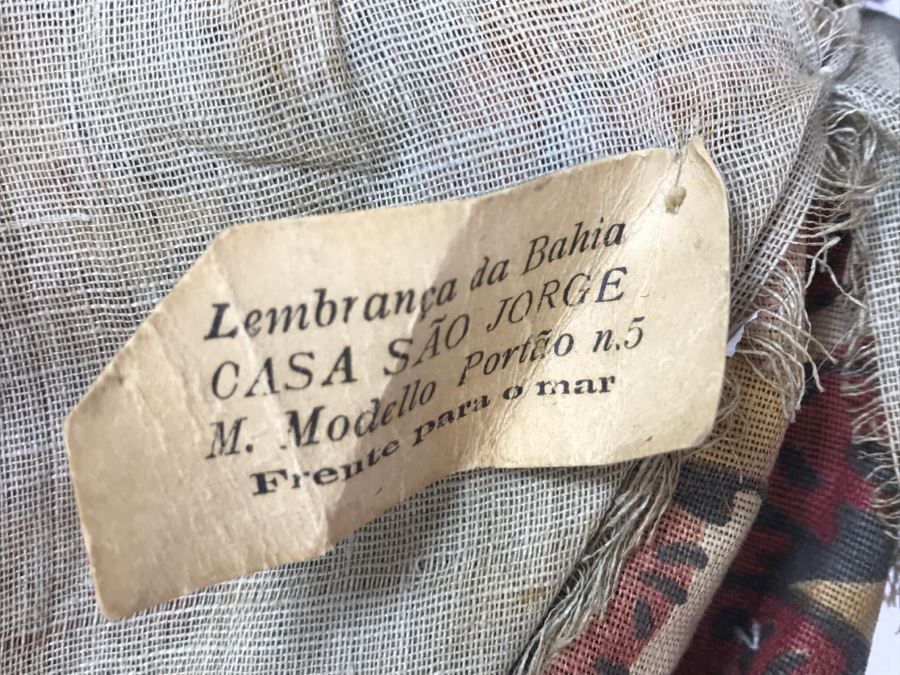 Lembrança da Bahia
CASA SÃO JORGE
M. Modello Portão n.5
Frente para o mar